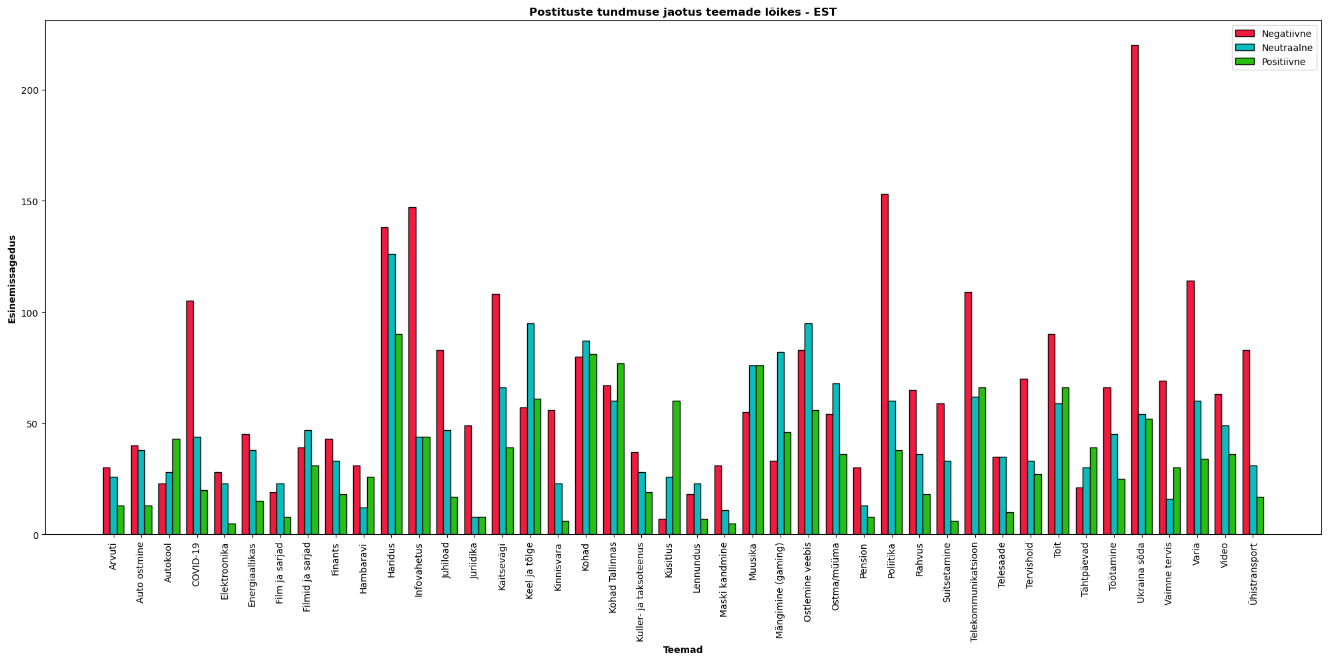 Postituste tundmuse jaotus teemade lõikes - EST
Negatiivne
Neutraalne
Positiivne
Esinemissagedus
200
150
100
50
0
Arvuti
Auto ostmine
Autokool
COVID-19
Elektroonika
Energiaallikas
Film ja sarjad
Filmid ja sarjad
Finants
Hambaravi
Haridus
Infovahetus
Juhiload
Juriidika
Kaitsevägi
Keel ja tõlge
Kinnisvara
Kohad
Kohad Tallinnas
Kuller- ja taksoteenus
Küsitlus
Lennundus
Maski kandmine
Muusika
Mängimine (gaming)
Ostlemine veebis
Ostma/müüma
Pension
Poliitika
Rahvus
Suitsetamine
Telekommunikatsioon
Telesaade
Tervishoid
Toit
Tähtpäevad
Töötamine
Ukraina sõda
Vaimne tervis
Varia
Video
Ühistransport
Teemad